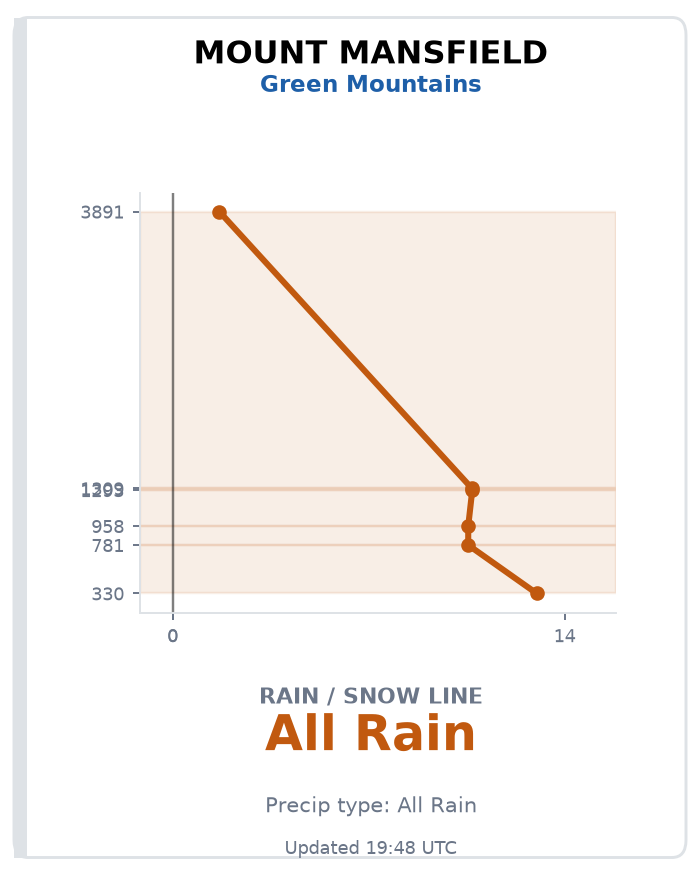 MOUNT MANSFIELD
Green Mountains
3891
1309
958
781
330
0
14
RAIN / SNOW LINE
All Rain
Precip type: All Rain
Updated 19:48 UTC